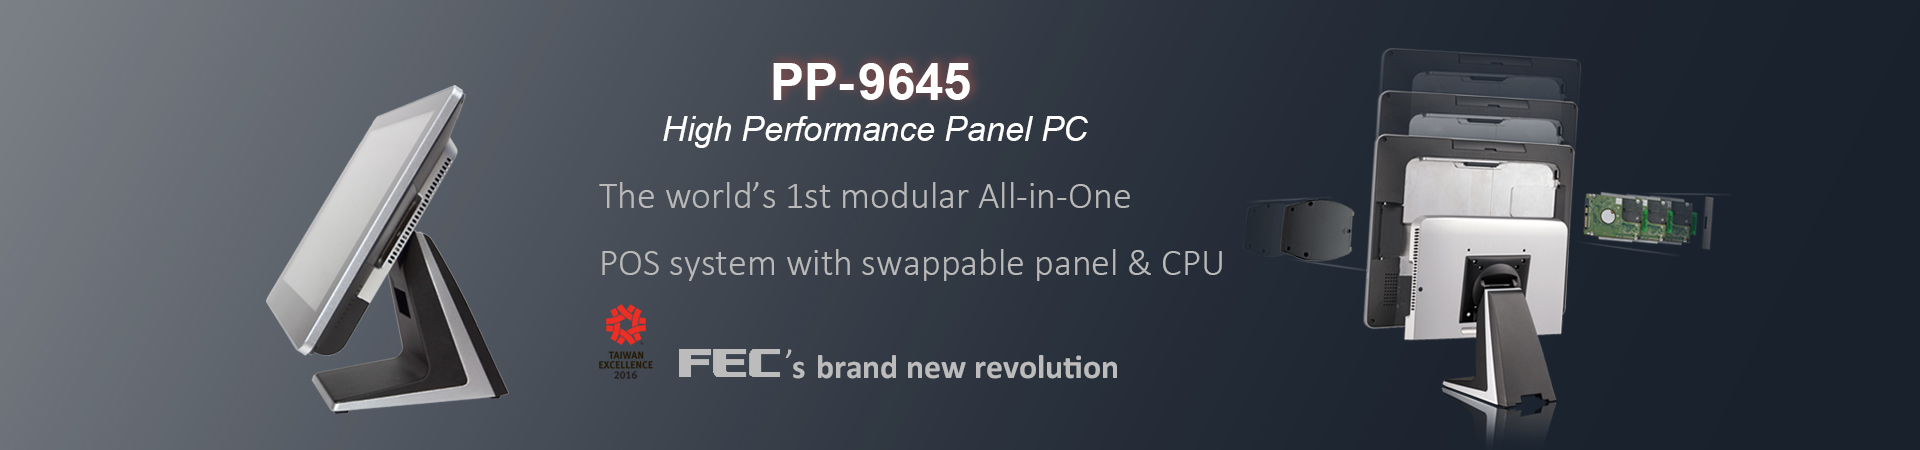 PP-9645
High Performance Panel PC
The world’s 1st modular All-in-One
POS system with swappable panel & CPU
TAIWAN
EXCELLENCE
2016
FEC’s brand new revolution